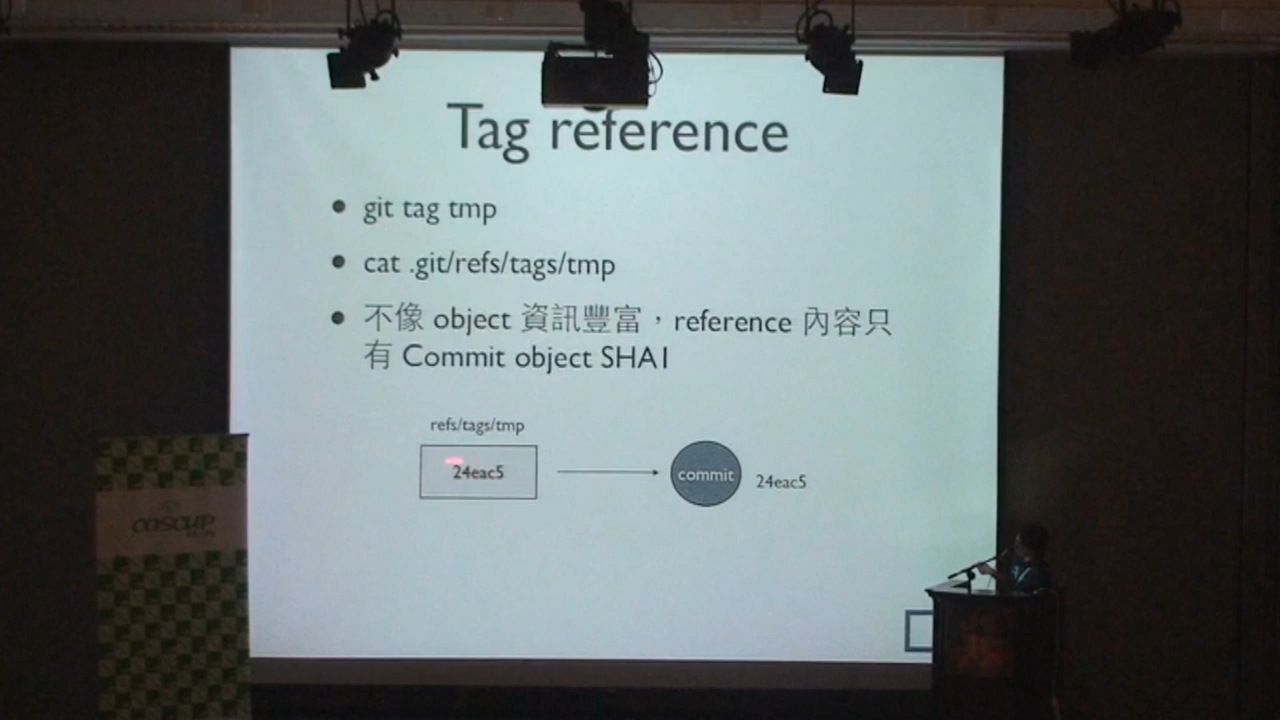 Tag reference
git tag tmp
cat .git/refs/tags/tmp
不像 object 資訊豐富，reference 內容只
有 Commit object SHA1
refs/tags/tmp
24eac5
commit
24eac5
COSCUP